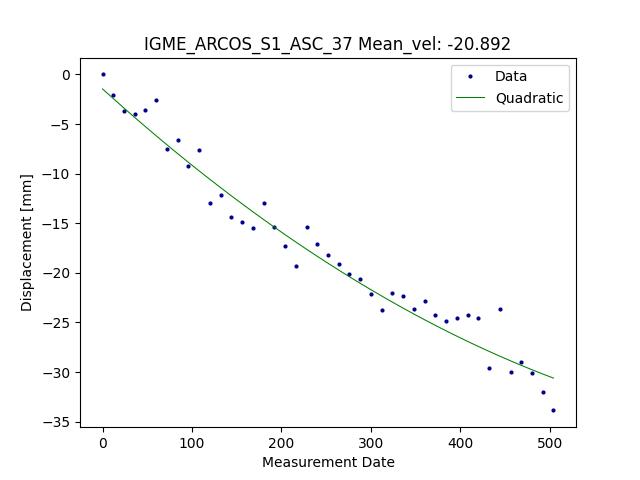 IGME_ARCOS_S1_ASC_37 Mean_vel: -20.892
Data
Quadratic
0
−5
−10
−15
−20
−25
−30
−35
Displacement [mm]
0 100 200 300 400 500
Measurement Date